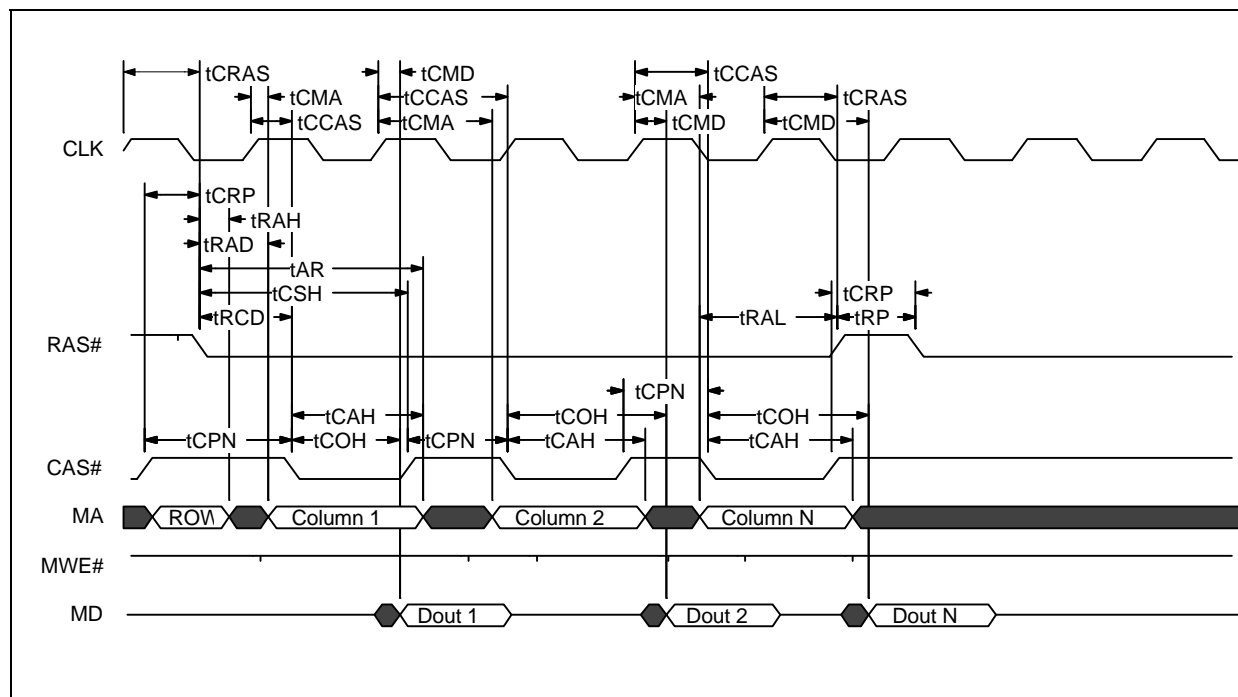 tCRAS tCMD tCCAS
tCMA tCCAS tCMA tCRAS
tCCAS tCMA tCMD tCMD
CLK
tCRP
tRAH
tRAD
tAR
tCSH tCRP
tRCD tRAL tRP
RAS#
tCPN
tCAH tCOH tCOH
tCPN tCOH tCPN tCAH tCAH
CAS#
MA ROW Column 1 Column 2 Column N
MWE#
MD Dout 1 Dout 2 Dout N